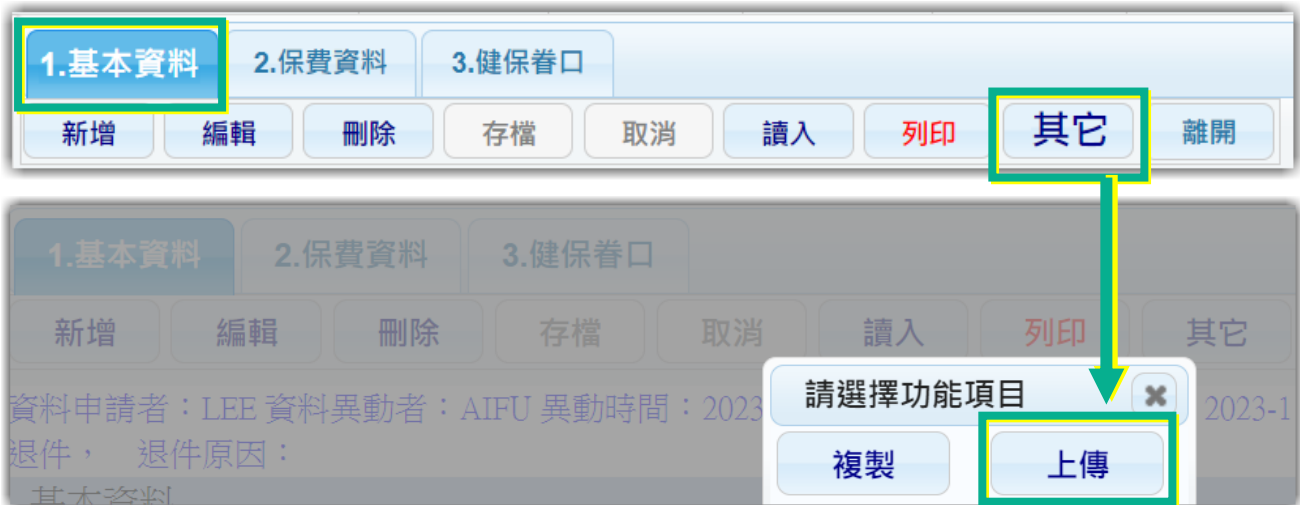 1.基本資料 2.保費資料 3.健保眷口
新增 編輯 刪除 存檔 取消 讀入 列印 其它 離開
1.基本資料 2.保費資料 3.健保眷口
新增 編輯 刪除 存檔 取消 讀入 列印 其它
資料申請者：LEE 資料異動者：AIFU 異動時間：2023 請選擇功能項目 2023-1
退件， 退件原因： 複製 上傳
基本資料